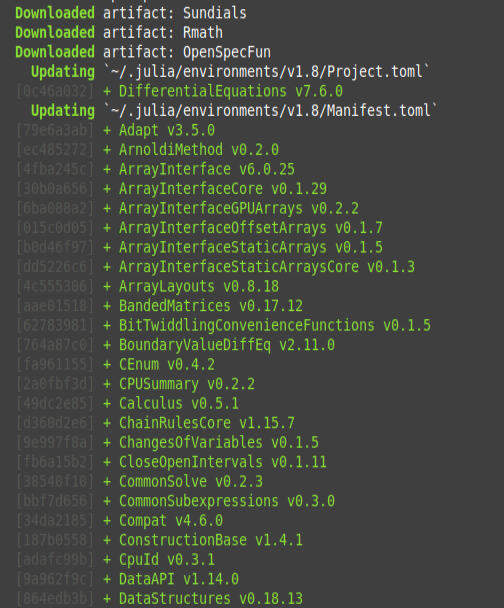 Downloaded artifact: Sundials
Downloaded artifact: Rmath
Downloaded artifact: OpenSpecFun
Updating `~/.julia/environments/v1.8/Project.toml`
[0c46a032] + DifferentialEquations v7.6.0
Updating `~/.julia/environments/v1.8/Manifest.toml`
[79e6a3ab] + Adapt v3.5.0
[ec485272] + ArnoldiMethod v0.2.0
[4fba245c] + ArrayInterface v6.0.25
[30b0a656] + ArrayInterfaceCore v0.1.29
[6ba088a2] + ArrayInterfaceGPUArrays v0.2.2
[015c0d05] + ArrayInterfaceOffsetArrays v0.1.7
[b0d46f97] + ArrayInterfaceStaticArrays v0.1.5
[dd5226c6] + ArrayInterfaceStaticArraysCore v0.1.3
[4c555306] + ArrayLayouts v0.8.18
[aae01518] + BandedMatrices v0.17.12
[62783981] + BitTwiddlingConvenienceFunctions v0.1.5
[764a87c0] + BoundaryValueDiffEq v2.11.0
[fa961155] + CEnum v0.4.2
[2a0fbf3d] + CPUSummary v0.2.2
[49dc2e85] + Calculus v0.5.1
[d360d2e6] + ChainRulesCore v1.15.7
[9e997f8a] + ChangesOfVariables v0.1.5
[fb6a15b2] + CloseOpenIntervals v0.1.11
[38540f10] + CommonSolve v0.2.3
[bbf7d656] + CommonSubexpressions v0.3.0
[34da2185] + Compat v4.6.0
[187b0558] + ConstructionBase v1.4.1
[adafc99b] + CpuId v0.3.1
[9a962f9c] + DataAPI v1.14.0
[864edb3b] + DataStructures v0.18.13